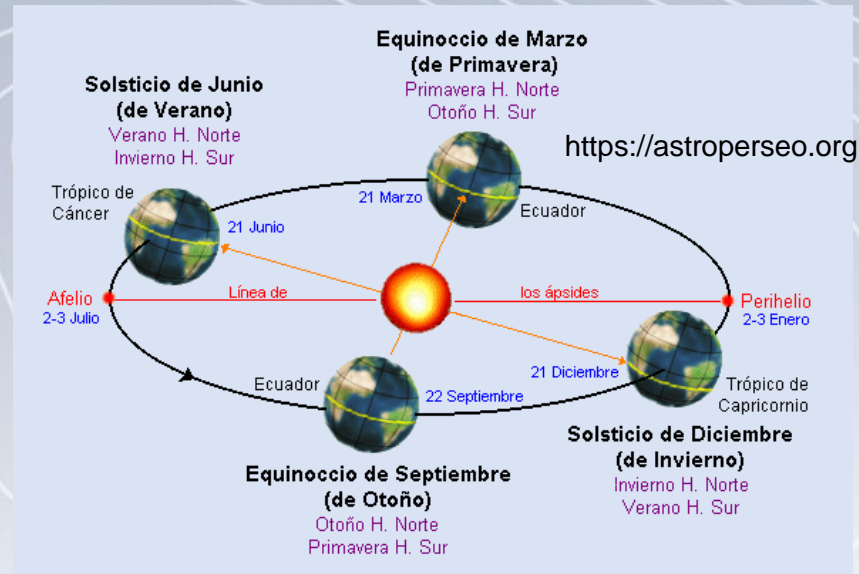 Equinoccio de Marzo
(de Primavera)
Primavera H. Norte
Otoño H. Sur
Solsticio de Junio
(de Verano)
Verano H. Norte
Invierno H. Sur
https://astroperseo.org
Trópico de
Cáncer
21 Junio
21 Marzo
Ecuador
Afelio
2-3 Julio
Línea de
los ápsides
Perihelio
2-3 Enero
Ecuador
22 Septiembre
21 Diciembre
Trópico de
Capricornio
Equinoccio de Septiembre
(de Otoño)
Otoño H. Norte
Primavera H. Sur
Solsticio de Diciembre
(de Invierno)
Invierno H. Norte
Verano H. Sur